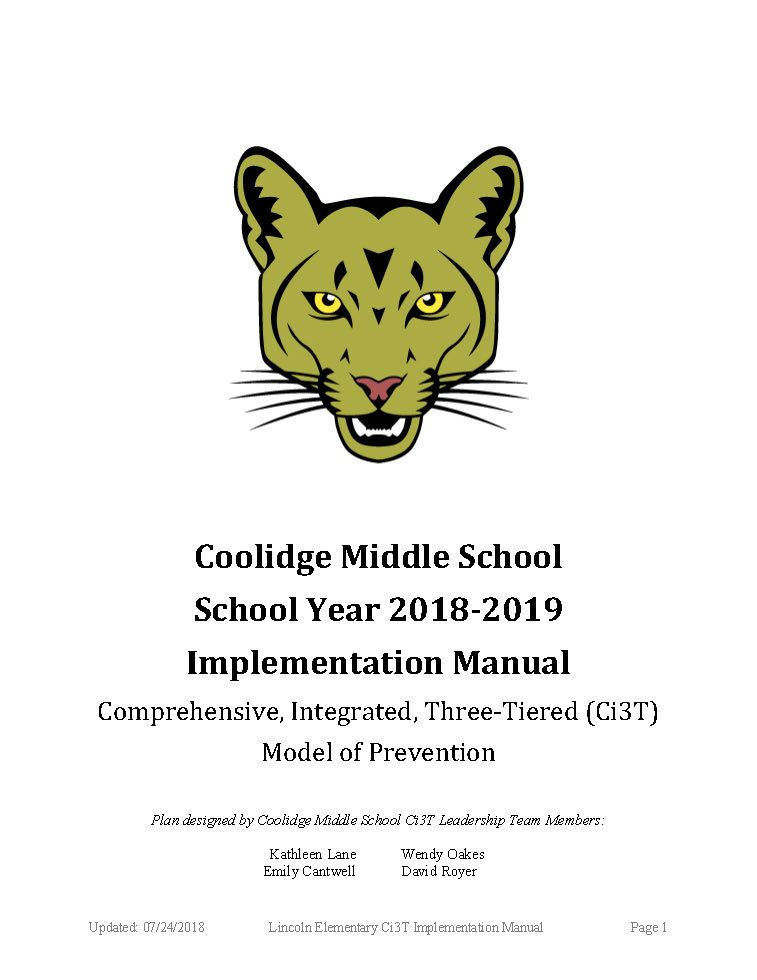 Coolidge Middle School
School Year 2018-2019
Implementation Manual
Comprehensive, Integrated, Three-Tiered (Ci3T)
Model of Prevention
Plan designed by Coolidge Middle School Ci3T Leadership Team Members:
Kathleen Lane Wendy Oakes
Emily Cantwell David Royer
Updated: 07/24/2018 Lincoln Elementary Ci3T Implementation Manual Page 1